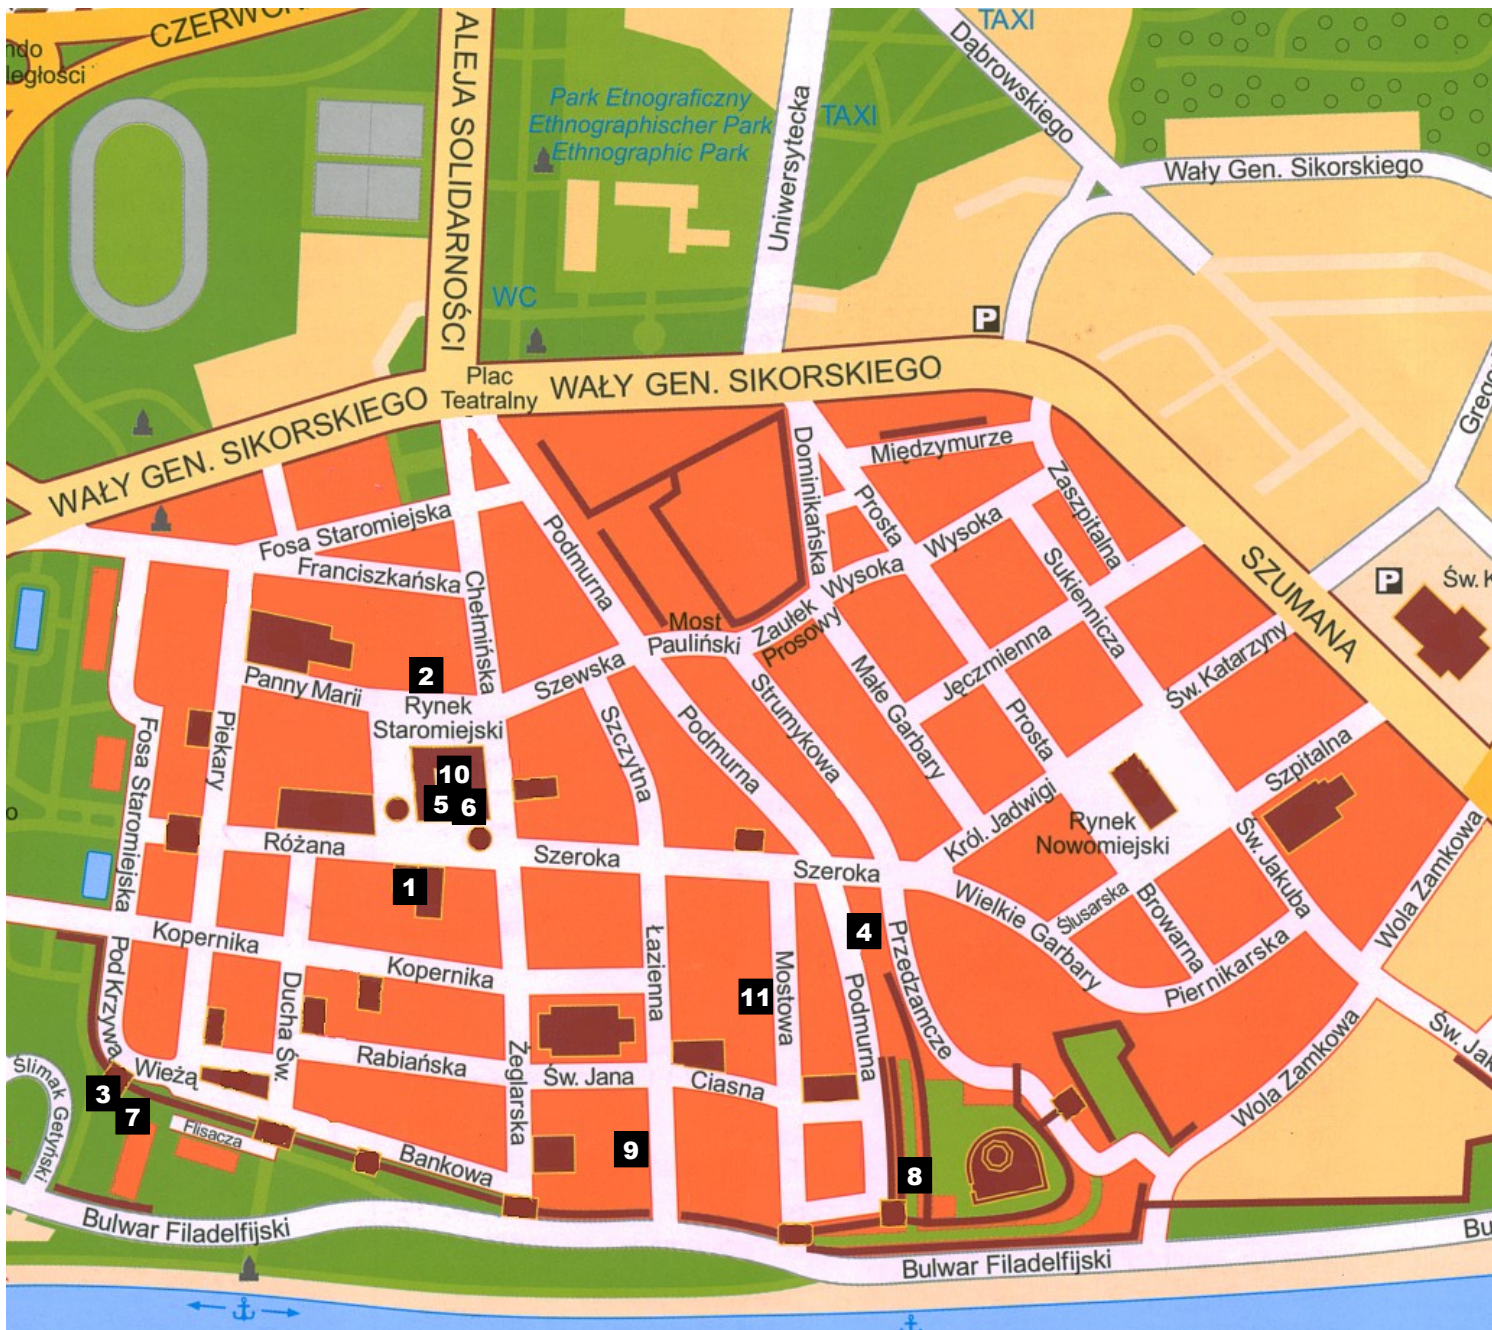 CZERWON
ndo
ległości
ALEJA SOLIDARNOŚCI
Park Etnograficzny
Ethnographischer Park
Ethnographic Park
TAXI
TAXI
Uniwersytecka
Dąbrowskiego
Wały Gen. Sikorskiego
WC
P
Plac
Teatralny
WAŁY GEN. SIKORSKIEGO
WAŁY GEN. SIKORSKIEGO
Międzymurze
Dominikańska
Prosta
Zaszpitalna
Fosa Staromiejska
Franciszkańska
Chełmińska
Podmurna
Wysoka
Wysoka
Sukiennicza
SZUMANA
P
Św. K
Most
Pauliński
Zaułek
Prosowy
Szewska
2
Panny Marii
Rynek
Staromiejski
Piekary
Fosa Staromiejska
Szczytna
Podmurna
Strumykowa
Małe Garbary
Jęczmienna
Prosta
Św. Katarzyny
Szpitalna
10
5
6
o
Różana
Szeroka
Szeroka
Król. Jadwigi
Rynek
Nowomiejski
Św. Jakuba
Wola Zamkowa
1
Wielkie Garbary
Ślusarska
Browarna
Piernikarska
4
Przedzamcze
Kopernika
Kopernika
Łazienna
11
Mostowa
Podmurna
Pod Krzywą
Wieżą
Ducha Św.
Rabiańska
Żeglarska
Św. Jana
Ciasna
Św. Jak
Wola Zamkowa
Ślimak Getyński
3
7
Flisacza
Bankowa
9
8
Bulwar Filadelfijski
Bulwar Filadelfijski
Bu